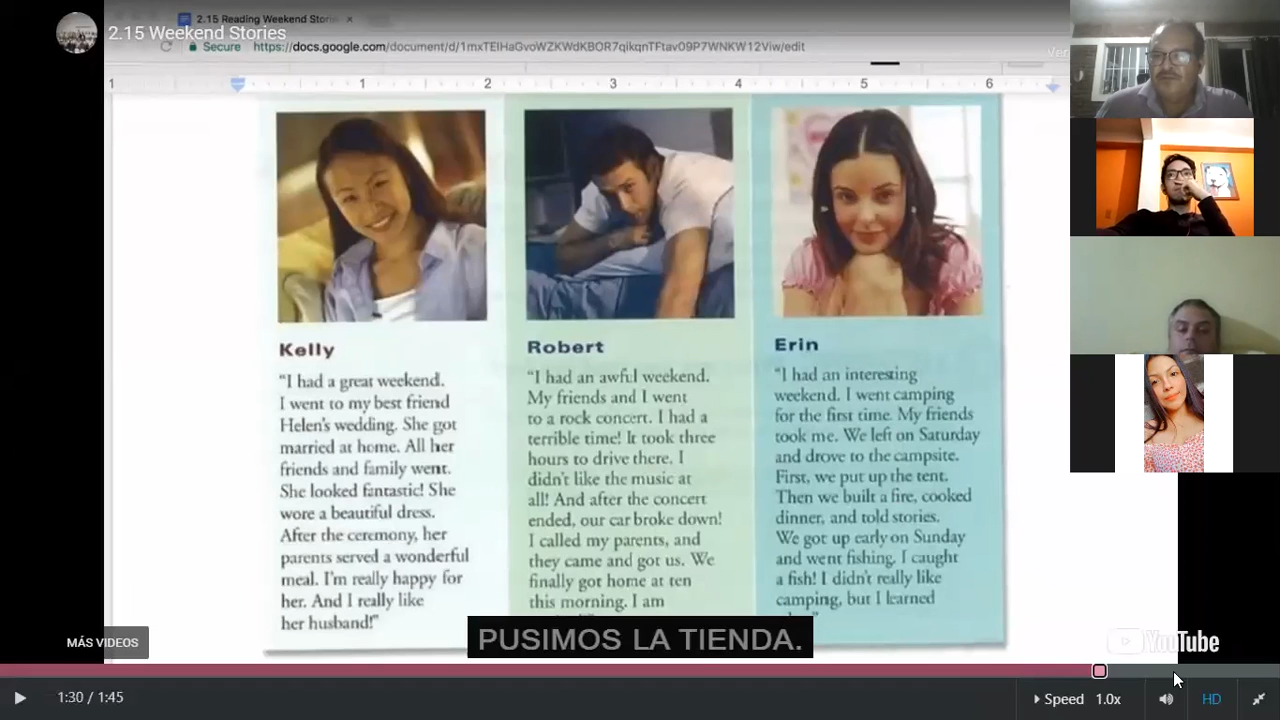 2.15 Reading Weekend Stori
2.15 Weekend Stories
Secure https://docs.google.com/document/d/1mxTEIHaGvoWZKWdKBOR7qikqnTFtav09P7WNKW12Viw/edit
Ver
1 1 2 3 4 5 6
Kelly
"I had a great weekend.
I went to my best friend
Helen's wedding. She got
married at home. All her
friends and family went.
She looked fantastic! She
wore a beautiful dress.
After the ceremony, her
parents served a wonderful
meal. I'm really happy for
her. And I really like
her husband!"
Robert
"I had an awful weekend.
My friends and I went
to a rock concert. I had a
terrible time! It took three
hours to drive there. I
didn't like the music at
all! And after the concert
ended, our car broke down!
I called my parents, and
they came and got us. We
finally got home at ten
this morning. I am
Erin
"I had an interesting
weekend. I went camping
for the first time. My friends
took me. We left on Saturday
and drove to the campsite.
First, we put up the tent.
Then we built a fire, cooked
dinner, and told stories.
We got up early on Sunday
and went fishing. I caught
a fish! I didn't really like
camping, but I learned
PUSIMOS LA TIENDA.
MÁS VIDEOS
YouTube
1:30 / 1:45
Speed 1.0x
HD